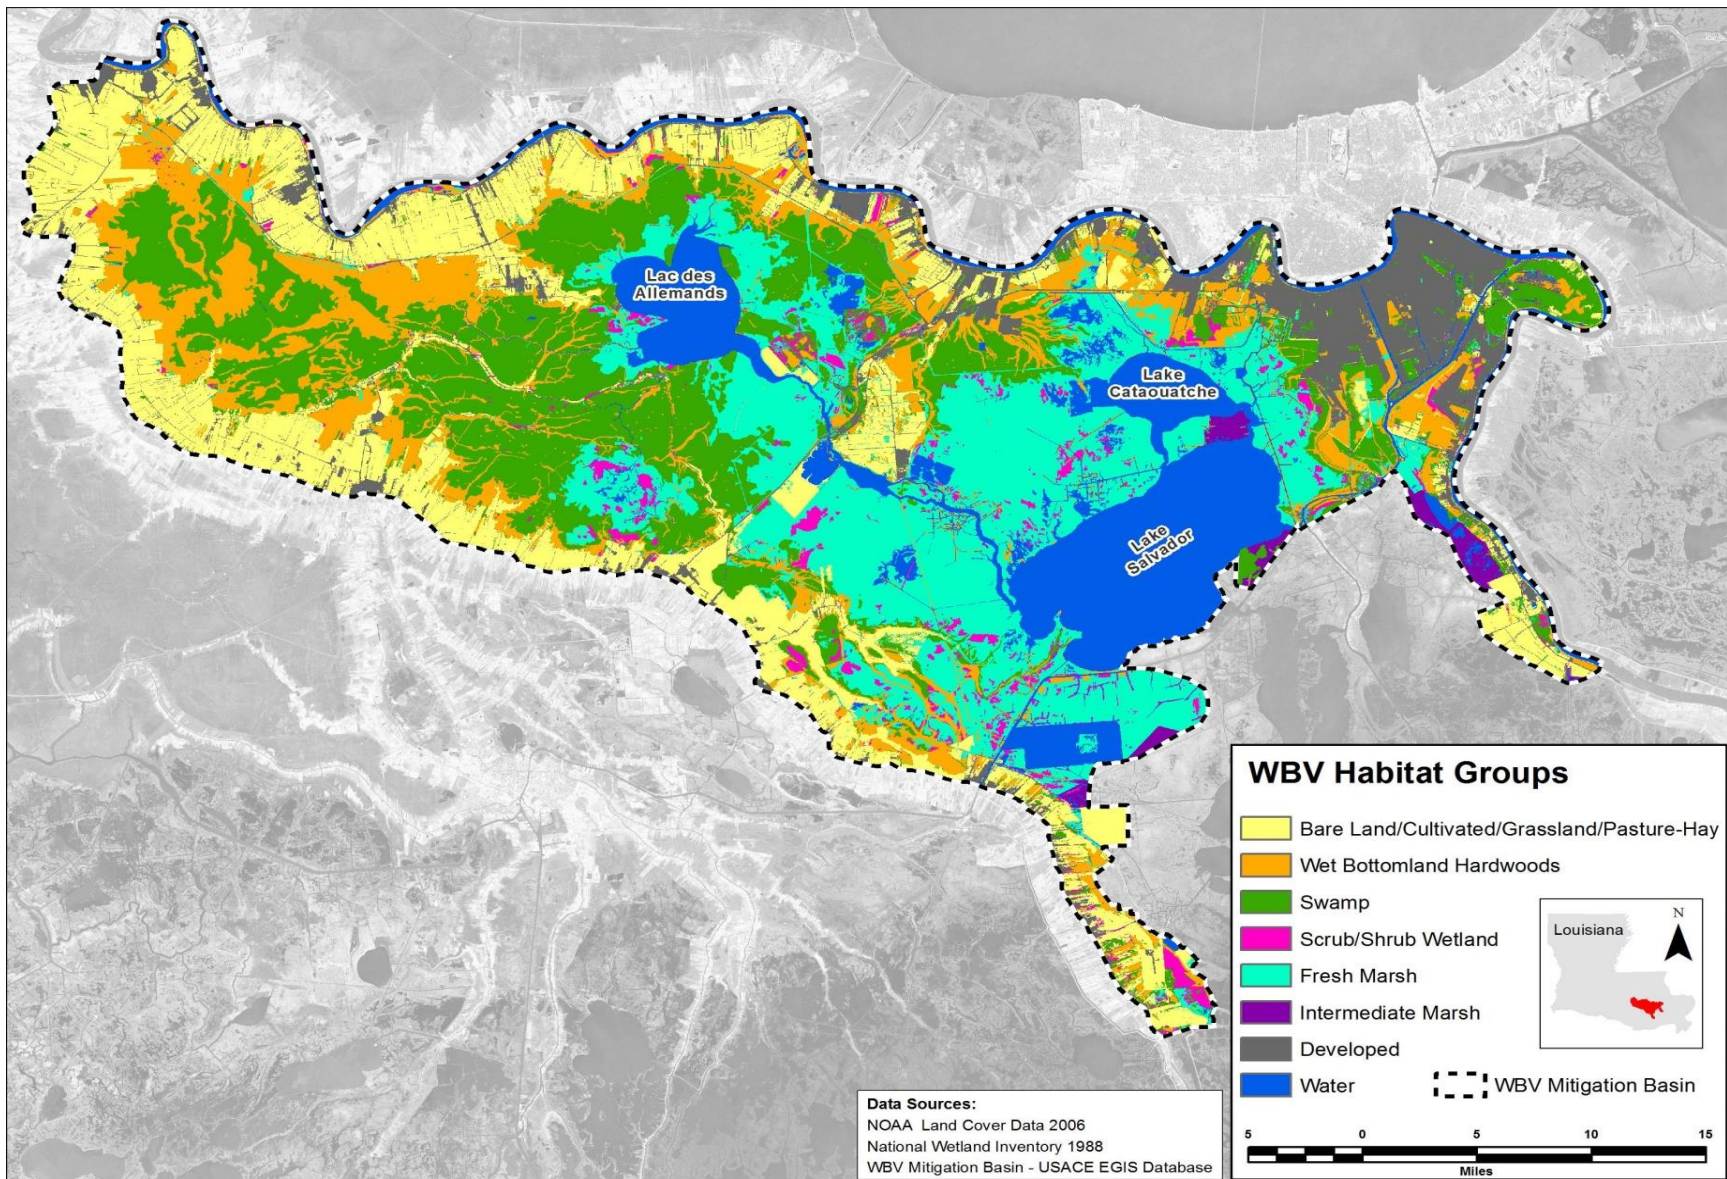 Lac des
Allemands
Lake
Cataouatche
Lake
Salvador
WBV Habitat Groups
Bare Land/Cultivated/Grassland/Pasture-Hay
Wet Bottomland Hardwoods
Swamp
Scrub/Shrub Wetland
Fresh Marsh
Intermediate Marsh
Developed
Water
WBV Mitigation Basin
Louisiana
N
5 0 5 10 15
Miles
Data Sources:
NOAA Land Cover Data 2006
National Wetland Inventory 1988
WBV Mitigation Basin - USACE EGIS Database